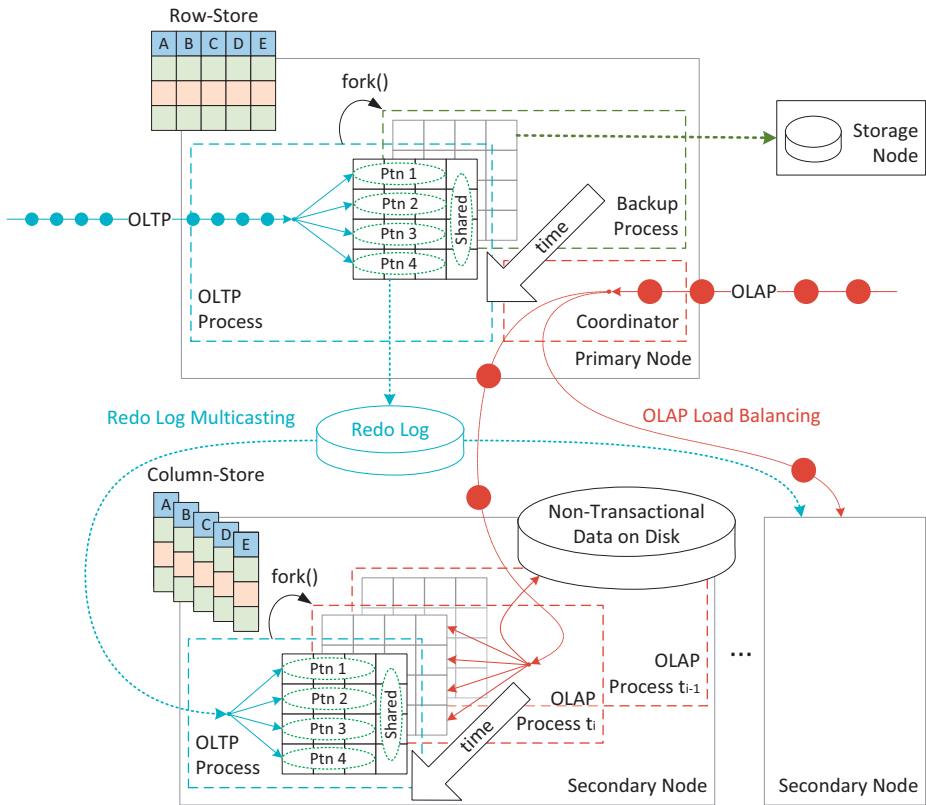 Row-Store
A B C D E
fork()
Storage
Node
Ptn 1
Ptn 2
Ptn 3
Ptn 4
Shared
time
Backup
Process
OLTP
OLTP
Process
OLAP
Coordinator
Primary Node
Redo Log Multicasting
Redo Log
OLAP Load Balancing
Column-Store
A
B
C
D
E
Non-Transactional
Data on Disk
fork()
Ptn 1
Ptn 2
Ptn 3
Ptn 4
Shared
time
OLTP
Process
OLAP
Process ti
OLAP
Process ti-1
...
Secondary Node
Secondary Node